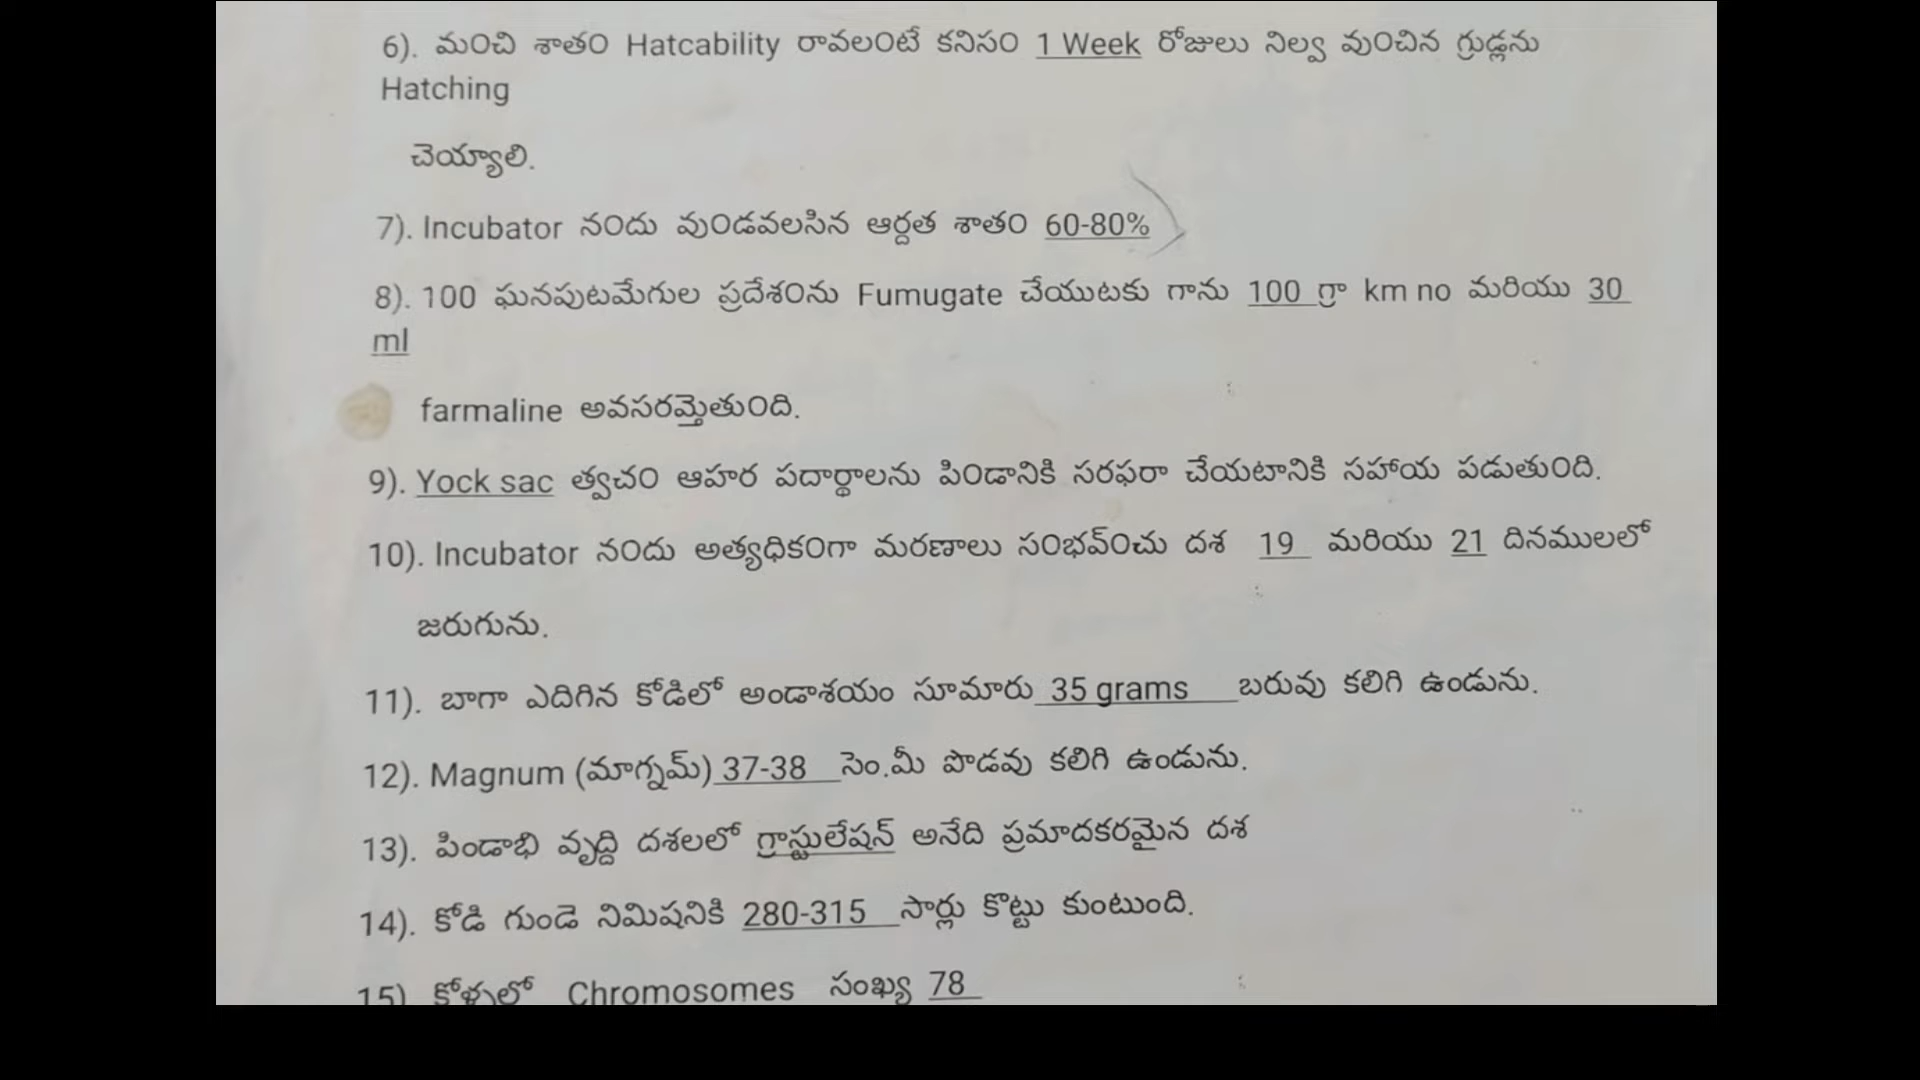 6). మంచి శాతం Hatcability రావలంటే కనిసం 1 Week రోజులు నిల్వ వుంచిన గ్రుడ్లను
Hatching
చెయ్యాలి.
7). Incubator నందు వుండవలసిన ఆర్ధత శాతం 60-80%
8). 100 ఘనపుటమేగుల ప్రదేశంను Fumugate చేయుటకు గాను 100 గ్రా km no మరియు 30
ml
farmaline అవసరమ్తెతుంది.
9). Yock sac త్వచం ఆహర పదార్థాలను పిండానికి సరఫరా చేయటానికి సహాయ పడుతుంది.
10). Incubator నందు అత్యధికంగా మరణాలు సంభవ్ంచు దశ 19 మరియు 21 దినములలో
జరుగును.
11). బాగా ఎదిగిన కోడిలో అండాశయం సూమారు 35 grams బరువు కలిగి ఉండును.
12). Magnum (మాగ్నమ్) 37-38 సెం.మీ పొడవు కలిగి ఉండును.
13). పిండాభి వృద్ది దశలలో గ్రాస్టులేషన్ అనేది ప్రమాదకరమైన దశ
14). కోడి గుండె నిమిషనికి 280-315 సార్లు కొట్టు కుంటుంది.
15) కోళ్ళలో Chromosomes సంఖ్య 78